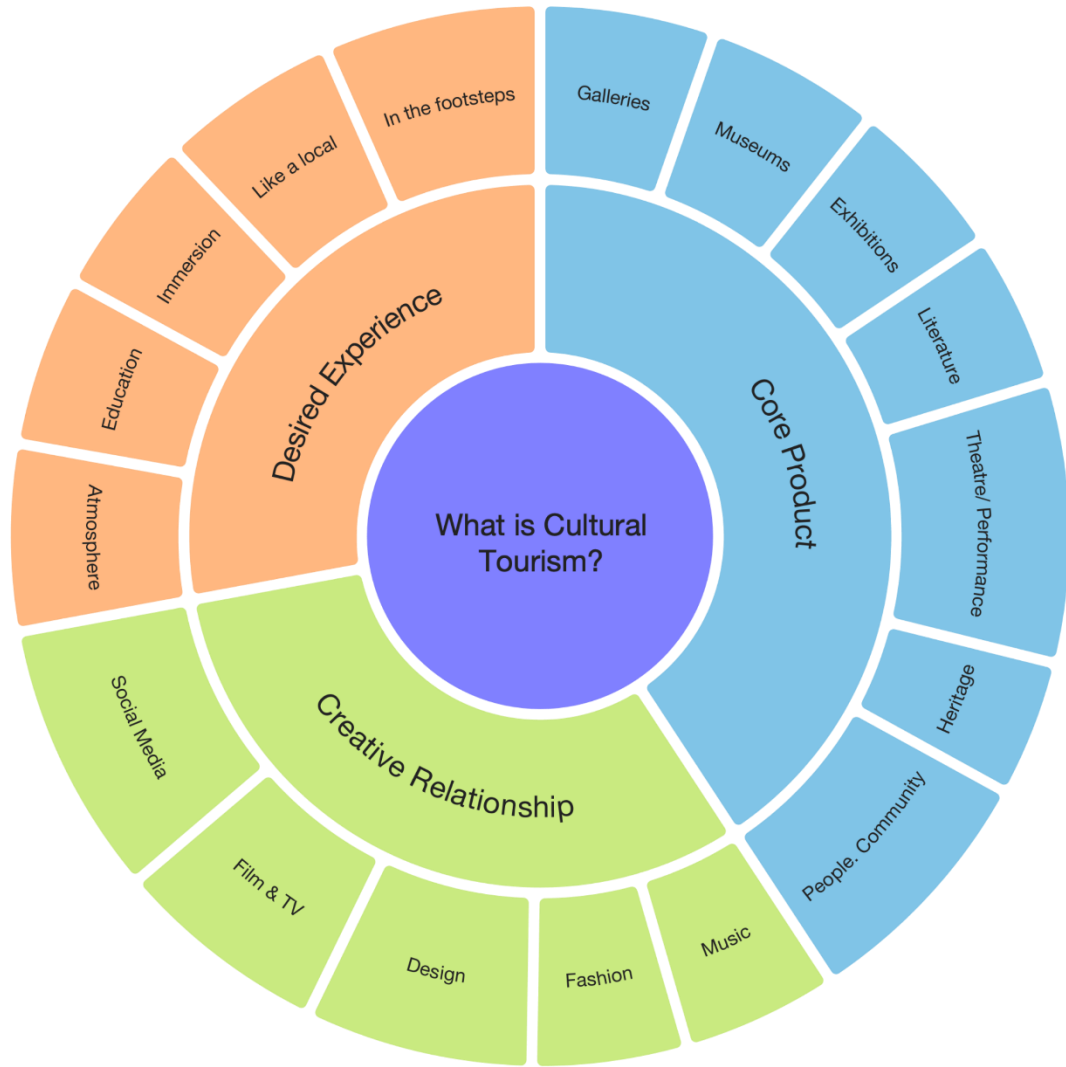 What is Cultural
Tourism?
Core Product
Galleries
Museums
Exhibitions
Literature
Theatre/ Performance
Heritage
People. Community
Creative Relationship
Music
Fashion
Design
Film & TV
Social Media
Desired Experience
Atmosphere
Education
Immersion
Like a local
In the footsteps